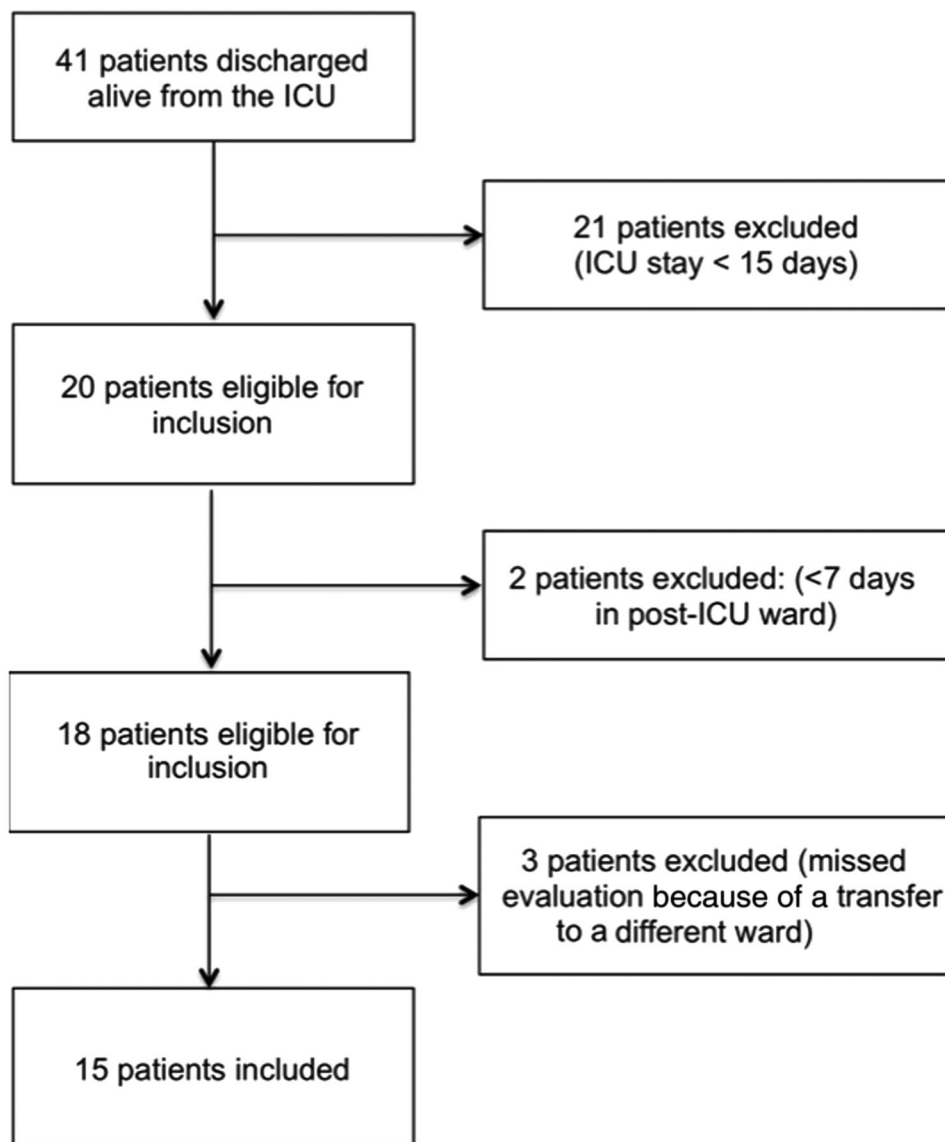 41 patients discharged
alive from the ICU
21 patients excluded
(ICU stay < 15 days)
20 patients eligible for
inclusion
2 patients excluded: (<7 days
in post-ICU ward)
18 patients eligible for
inclusion
3 patients excluded (missed
evaluation because of a transfer
to a different ward)
15 patients included